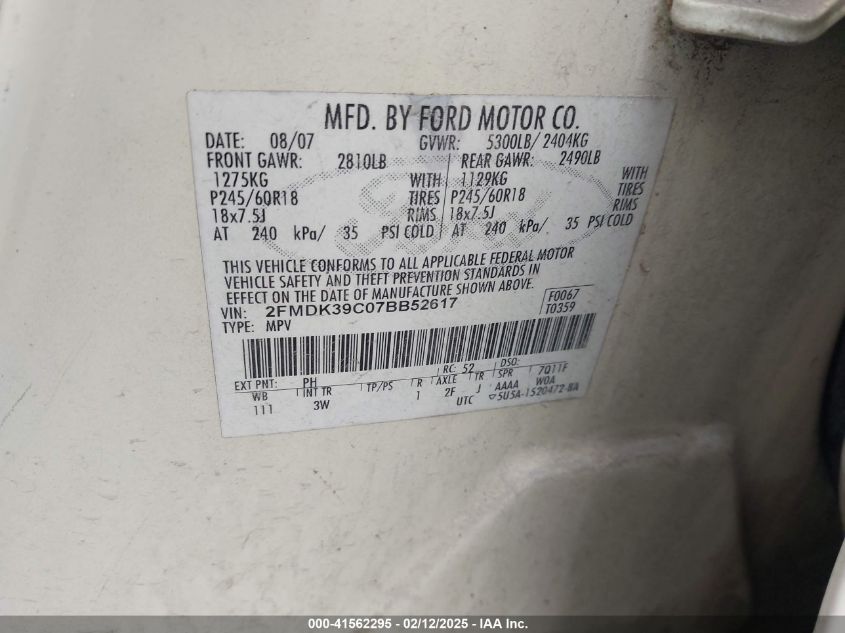 MFD. BY FORD MOTOR CO.
DATE: 08/07 GVWR: 5300LB/ 2404KG
FRONT GAWR: 2810LB REAR GAWR: 2490LB
1275KG WITH 1129KG WITH
P245/60R18 TIRES P245/60R18 TIRES
18x7.5J RIMS 18x7.5J RIMS
AT 240 kPa/ 35 PSI COLD AT 240 kPa/ 35 PSI COLD
THIS VEHICLE CONFORMS TO ALL APPLICABLE FEDERAL MOTOR
VEHICLE SAFETY AND THEFT PREVENTION STANDARDS IN
EFFECT ON THE DATE OF MANUFACTURE SHOWN ABOVE.
VIN: 2FMDK39C07BB52617 F0067
TYPE: MPV T0359
EXT PNT: PH RC: 52 DSO:
WB INT TR TP/PS R AXLE TR SPR 7011F
111 3W 1 2F J AAAA W0A
UTC ▽5U5A-1520472-BA
000-41562295 - 02/12/2025 - IAA Inc.